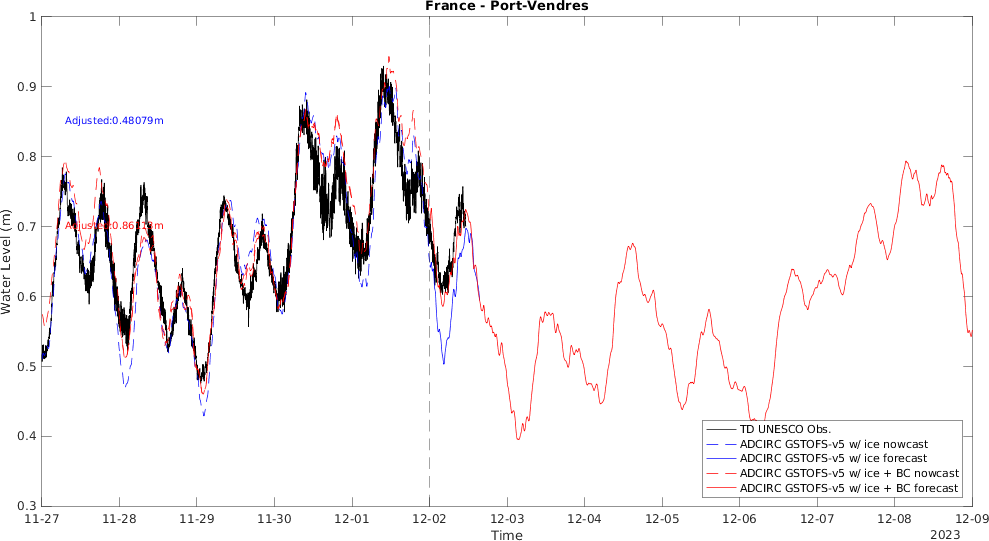 France - Port-Vendres
Water Level (m)
1
0.9
0.8
0.7
0.6
0.5
0.4
0.3
Adjusted:0.48079m
11-27
11-28
11-29
11-30
12-01
12-02
12-03
12-04
12-05
12-06
12-07
12-08
12-09
Time
2023
TD UNESCO Obs.
ADCIRC GSTOFS-v5 w/ ice nowcast
ADCIRC GSTOFS-v5 w/ ice forecast
ADCIRC GSTOFS-v5 w/ ice + BC nowcast
ADCIRC GSTOFS-v5 w/ ice + BC forecast